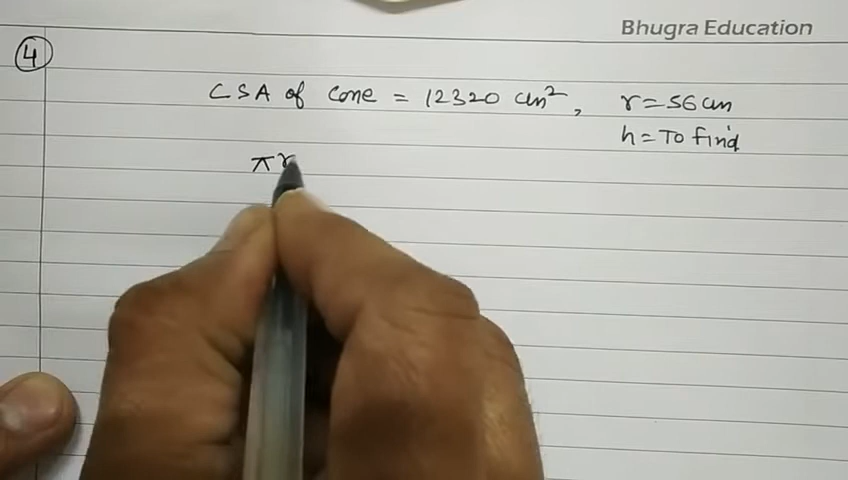 Bhugra Education
4
CSA of Cone = 12320 cm², r = 56 cm
h = To find
πr